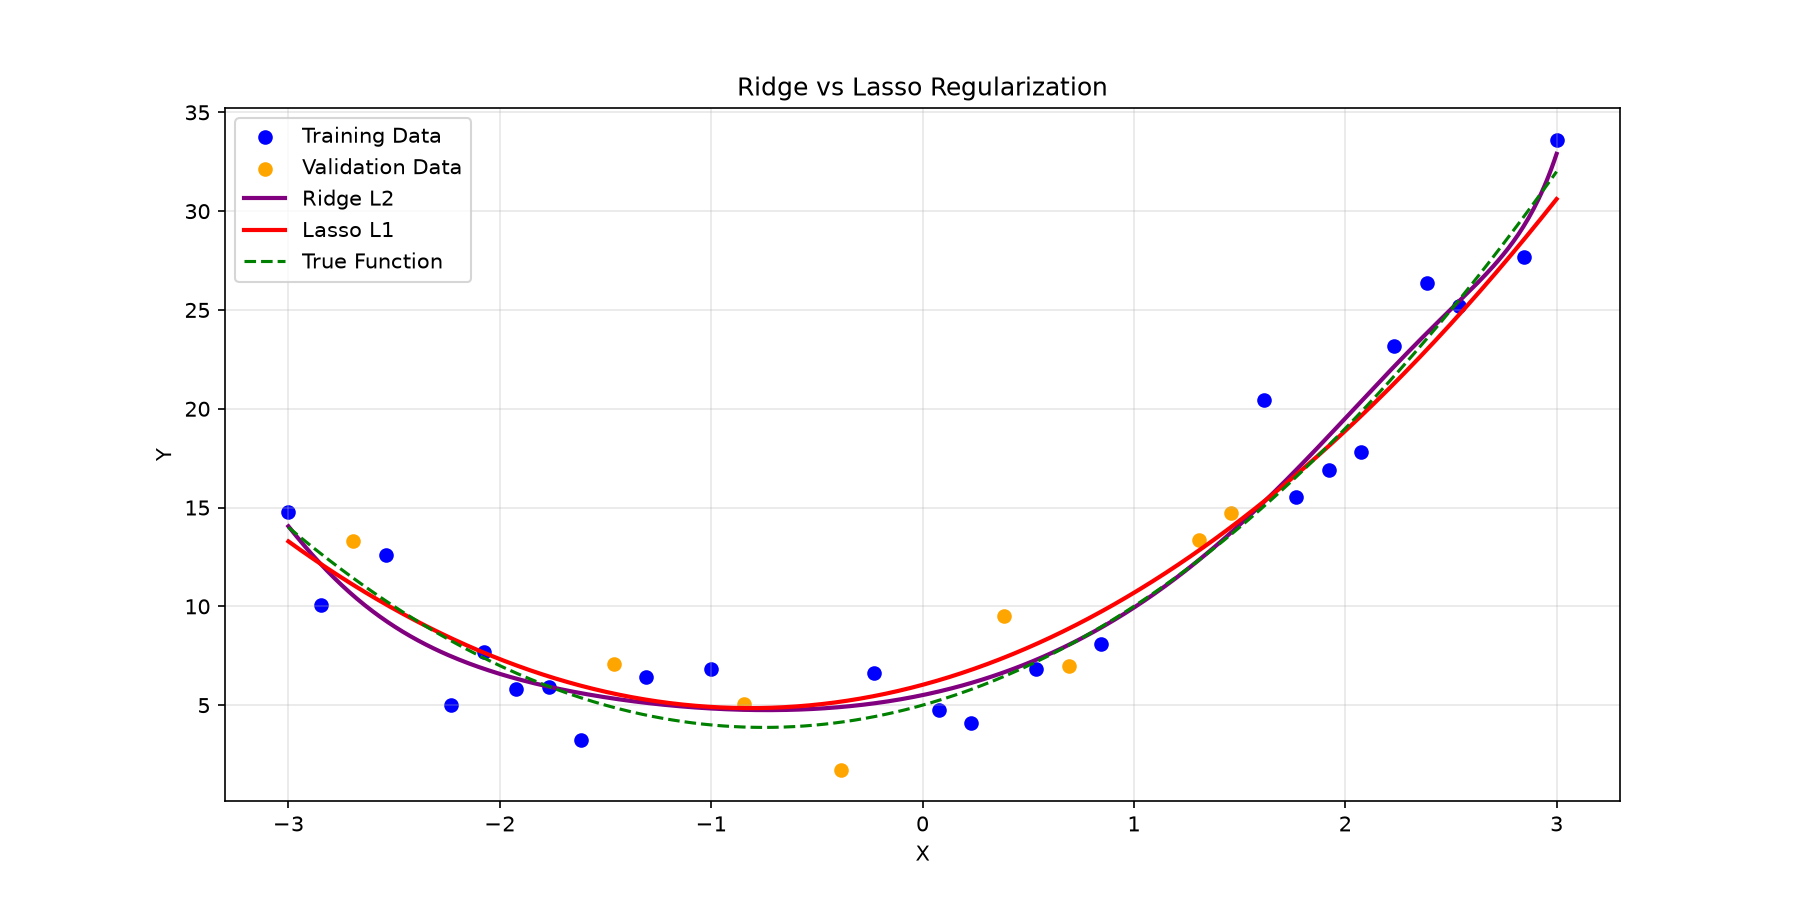 Ridge vs Lasso Regularization
35
30
25
20
15
10
5
Y
Training Data
Validation Data
Ridge L2
Lasso L1
True Function
−3 −2 −1 0 1 2 3
X